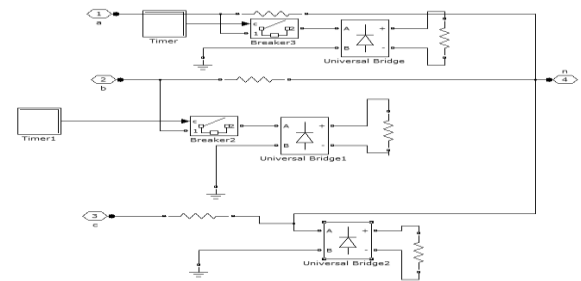 1
a
Timer
c
1
2
Breaker3
A
B
+
-
Universal Bridge
n
4
2
b
Timer1
c
1
2
Breaker2
A
B
+
-
Universal Bridge1
3
c
A
B
+
-
Universal Bridge2